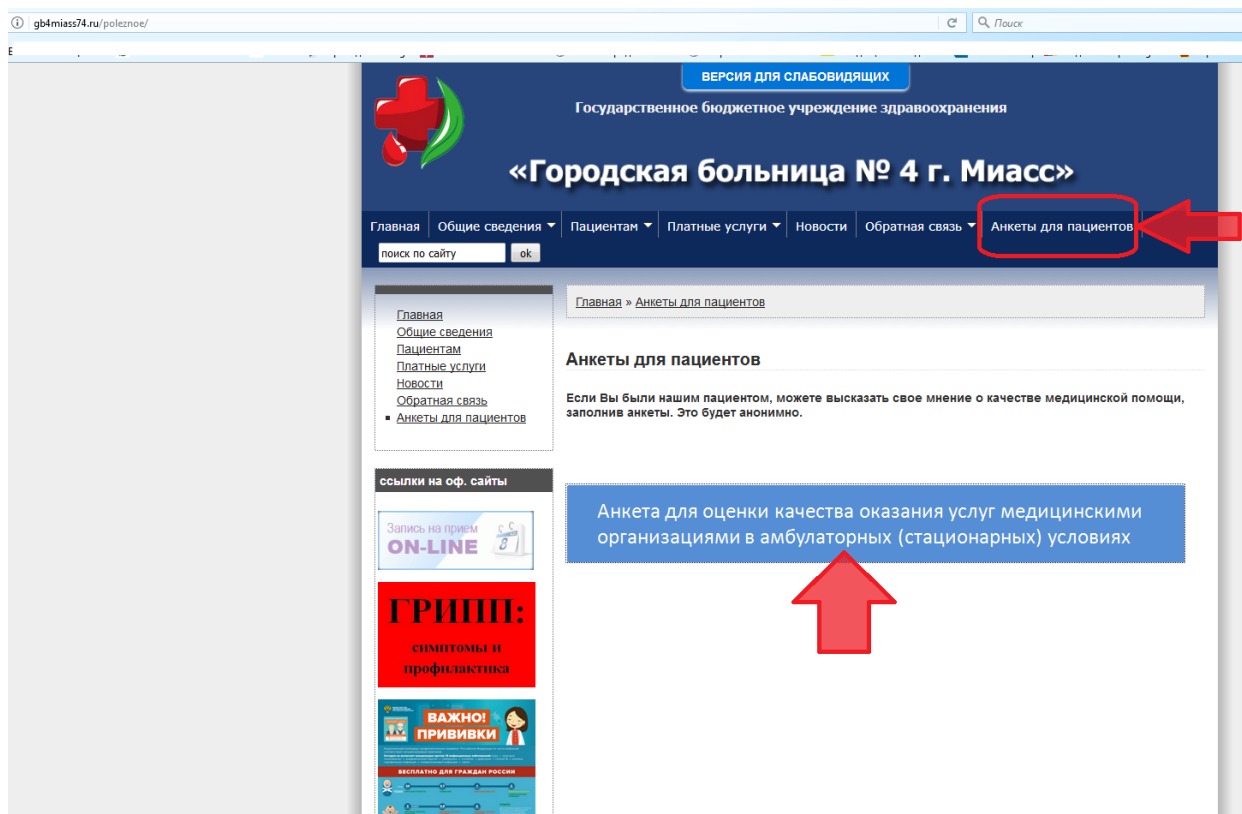 gb4miass74.ru/poleznoe/
Поиск
ВЕРСИЯ ДЛЯ СЛАБОВИДЯЩИХ
Государственное бюджетное учреждение здравоохранения
«Городская больница № 4 г. Миасс»
Главная Общие сведения Пациентам Платные услуги Новости Обратная связь Анкеты для пациентов
поиск по сайту ok
Главная » Анкеты для пациентов
Главная
Общие сведения
Пациентам
Платные услуги
Новости
Обратная связь
Анкеты для пациентов
Анкеты для пациентов
Если Вы были нашим пациентом, можете высказать свое мнение о качестве медицинской помощи,
заполнив анкеты. Это будет анонимно.
Анкета для оценки качества оказания услуг медицинскими
организациями в амбулаторных (стационарных) условиях
ссылки на оф. сайты
Запись на прием
ON-LINE
8
ГРИПП:
симптомы и
профилактика
ВАЖНО!
ПРИВИВКИ
БЕСПЛАТНО ДЛЯ ГРАЖДАН РОССИИ